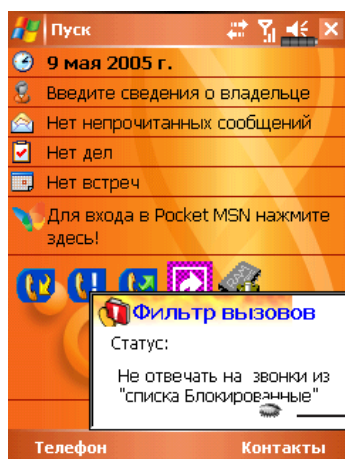 Пуск
9 мая 2005 г.
Введите сведения о владельце
Нет непрочитанных сообщений
Нет дел
Нет встреч
Для входа в Pocket MSN нажмите
здесь!
Фильтр вызовов
Статус:
Не отвечать на звонки из
"списка Блокированные"
Телефон
Контакты